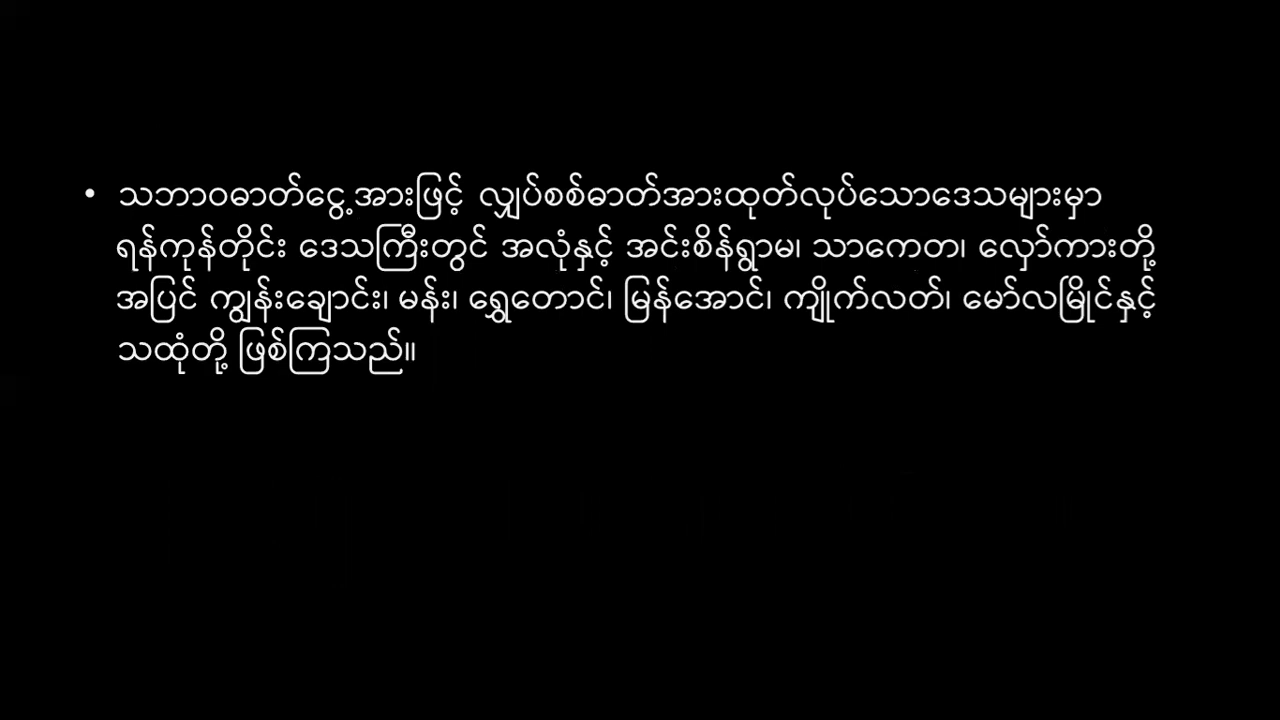 • သဘာဝဓာတ်ငွေ့အားဖြင့် လျှပ်စစ်ဓာတ်အားထုတ်လုပ်သောဒေသများမှာ
ရန်ကုန်တိုင်း ဒေသကြီးတွင် အလုံနှင့် အင်းစိန်ရွာမ၊ သာကေတ၊ လှော်ကားတို့
အပြင် ကျွန်းချောင်း၊ မန်း၊ ရွှေတောင်၊ မြန်အောင်၊ ကျိုက်လတ်၊ မော်လမြိုင်နှင့်
သထုံတို့ ဖြစ်ကြသည်။